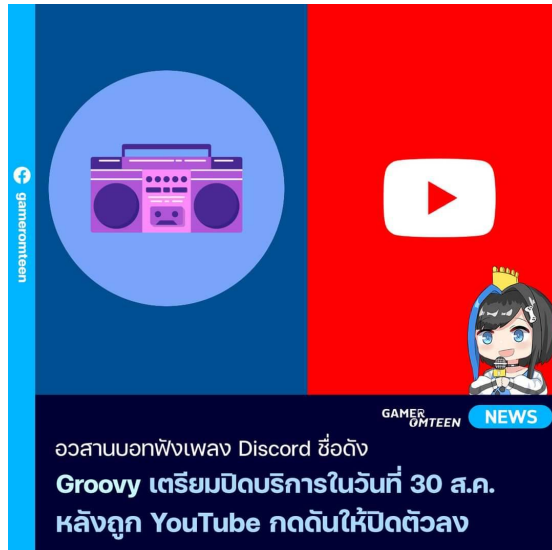 gameromteen
GAMER OMTEEN NEWS
อวสานบอทฟังเพลง Discord ชื่อดัง
Groovy เตรียมปิดบริการในวันที่ 30 ส.ค.
หลังถูก YouTube กดดันให้ปิดตัวลง